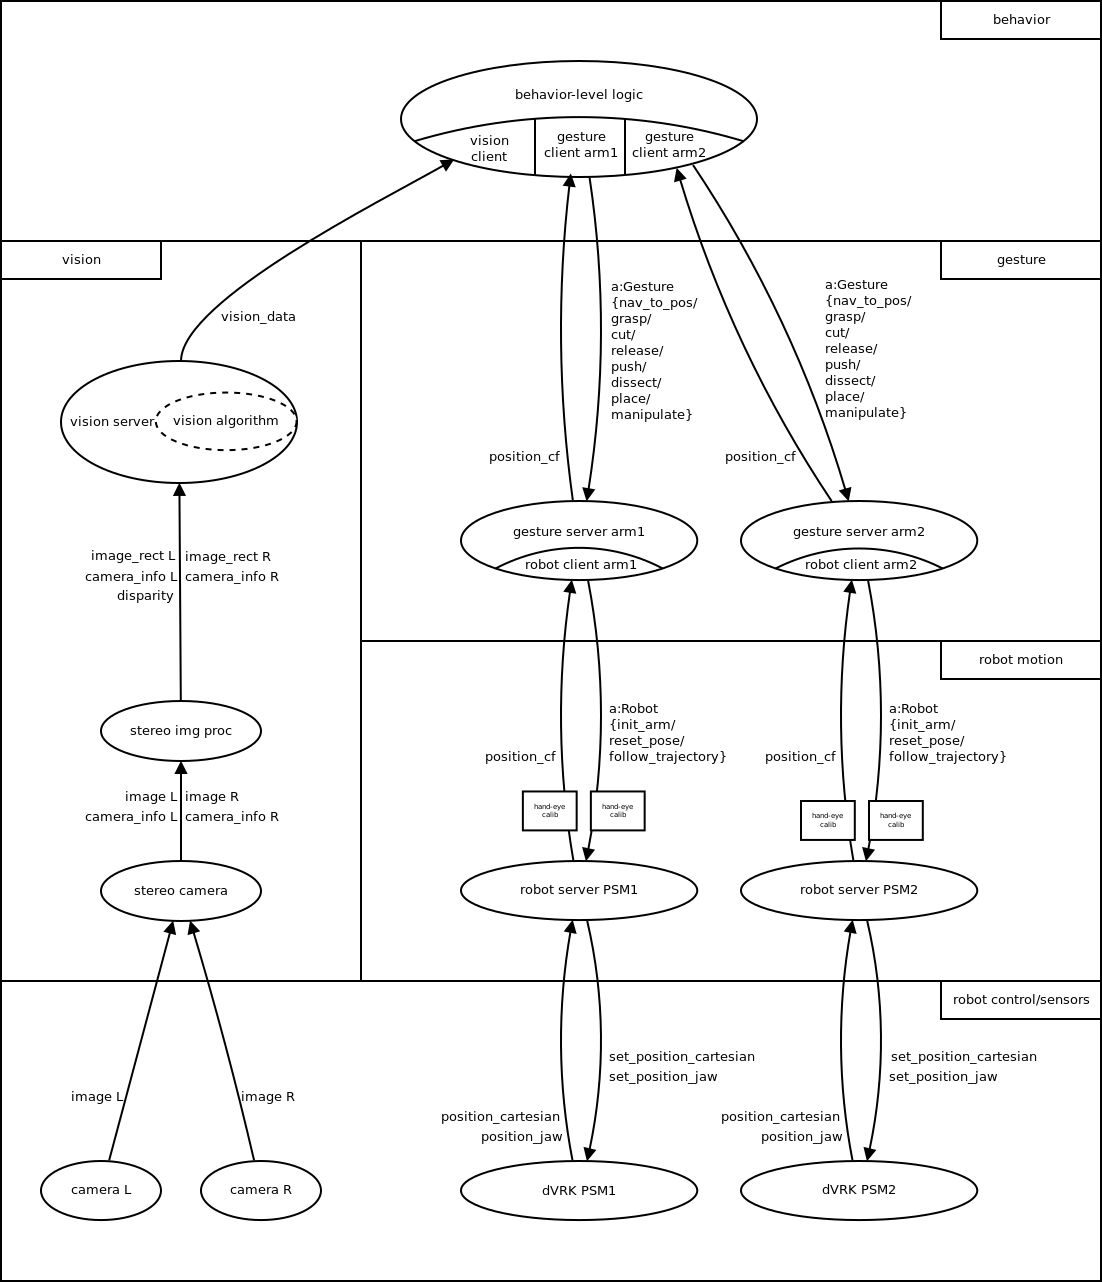 behavior
behavior-level logic
vision
client
gesture
client arm1
gesture
client arm2
vision
gesture
vision_data
a:Gesture
{nav_to_pos/
grasp/
cut/
release/
push/
dissect/
place/
manipulate}
a:Gesture
{nav_to_pos/
grasp/
cut/
release/
push/
dissect/
place/
manipulate}
vision server
vision algorithm
position_cf
position_cf
gesture server arm1
robot client arm1
gesture server arm2
robot client arm2
image_rect L
camera_info L
disparity
image_rect R
camera_info R
robot motion
stereo img proc
a:Robot
{init_arm/
reset_pose/
follow_trajectory}
a:Robot
{init_arm/
reset_pose/
follow_trajectory}
position_cf
position_cf
image L
camera_info L
image R
camera_info R
hand-eye
calib
hand-eye
calib
hand-eye
calib
hand-eye
calib
stereo camera
robot server PSM1
robot server PSM2
robot control/sensors
set_position_cartesian
set_position_jaw
set_position_cartesian
set_position_jaw
image L
image R
position_cartesian
position_jaw
position_cartesian
position_jaw
camera L
camera R
dVRK PSM1
dVRK PSM2